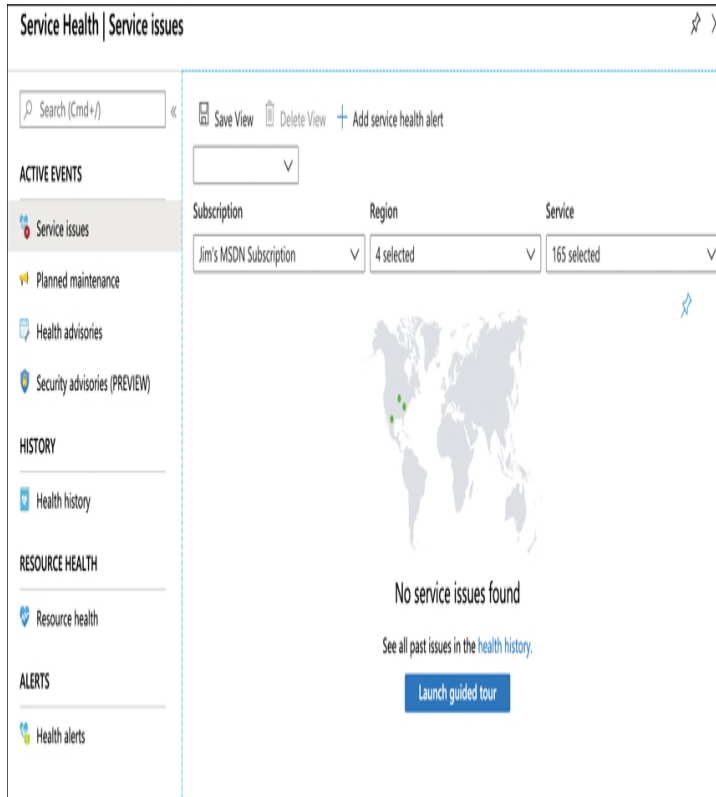 Service Health | Service issues
Search (Cmd+/)
«
Save View
Delete View
Add service health alert
ACTIVE EVENTS
Service issues
Planned maintenance
Health advisories
Security advisories (PREVIEW)
HISTORY
Health history
RESOURCE HEALTH
Resource health
ALERTS
Health alerts
Subscription
Region
Service
Jim's MSDN Subscription
4 selected
165 selected
No service issues found
See all past issues in the health history.
Launch guided tour